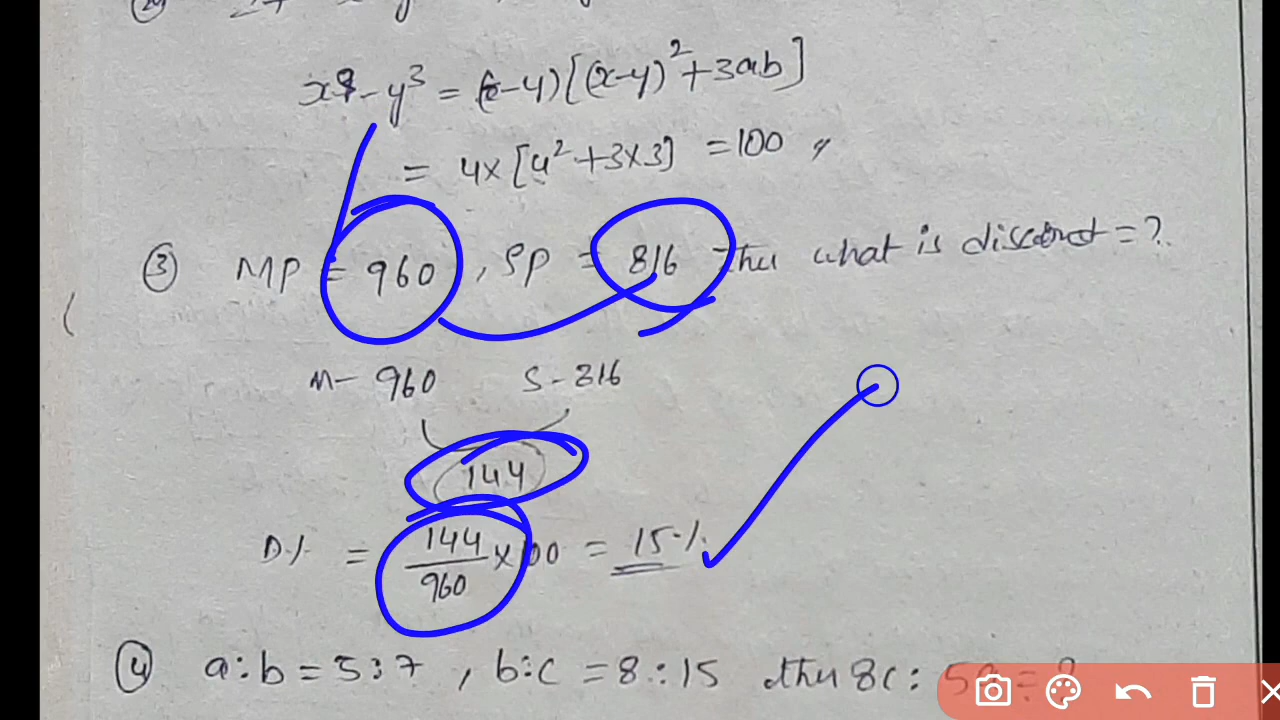 x³-y³ = (x-y)[(x-y)²+3ab]
= 4×[4²+3×3] =100
③ MP = 960, SP = 816 Then what is discount = ?
M- 960 S- 816
144
D% = 144/960 ×100 = 15%
④ a:b = 5:7, b:c = 8:15 then 8c: = ?